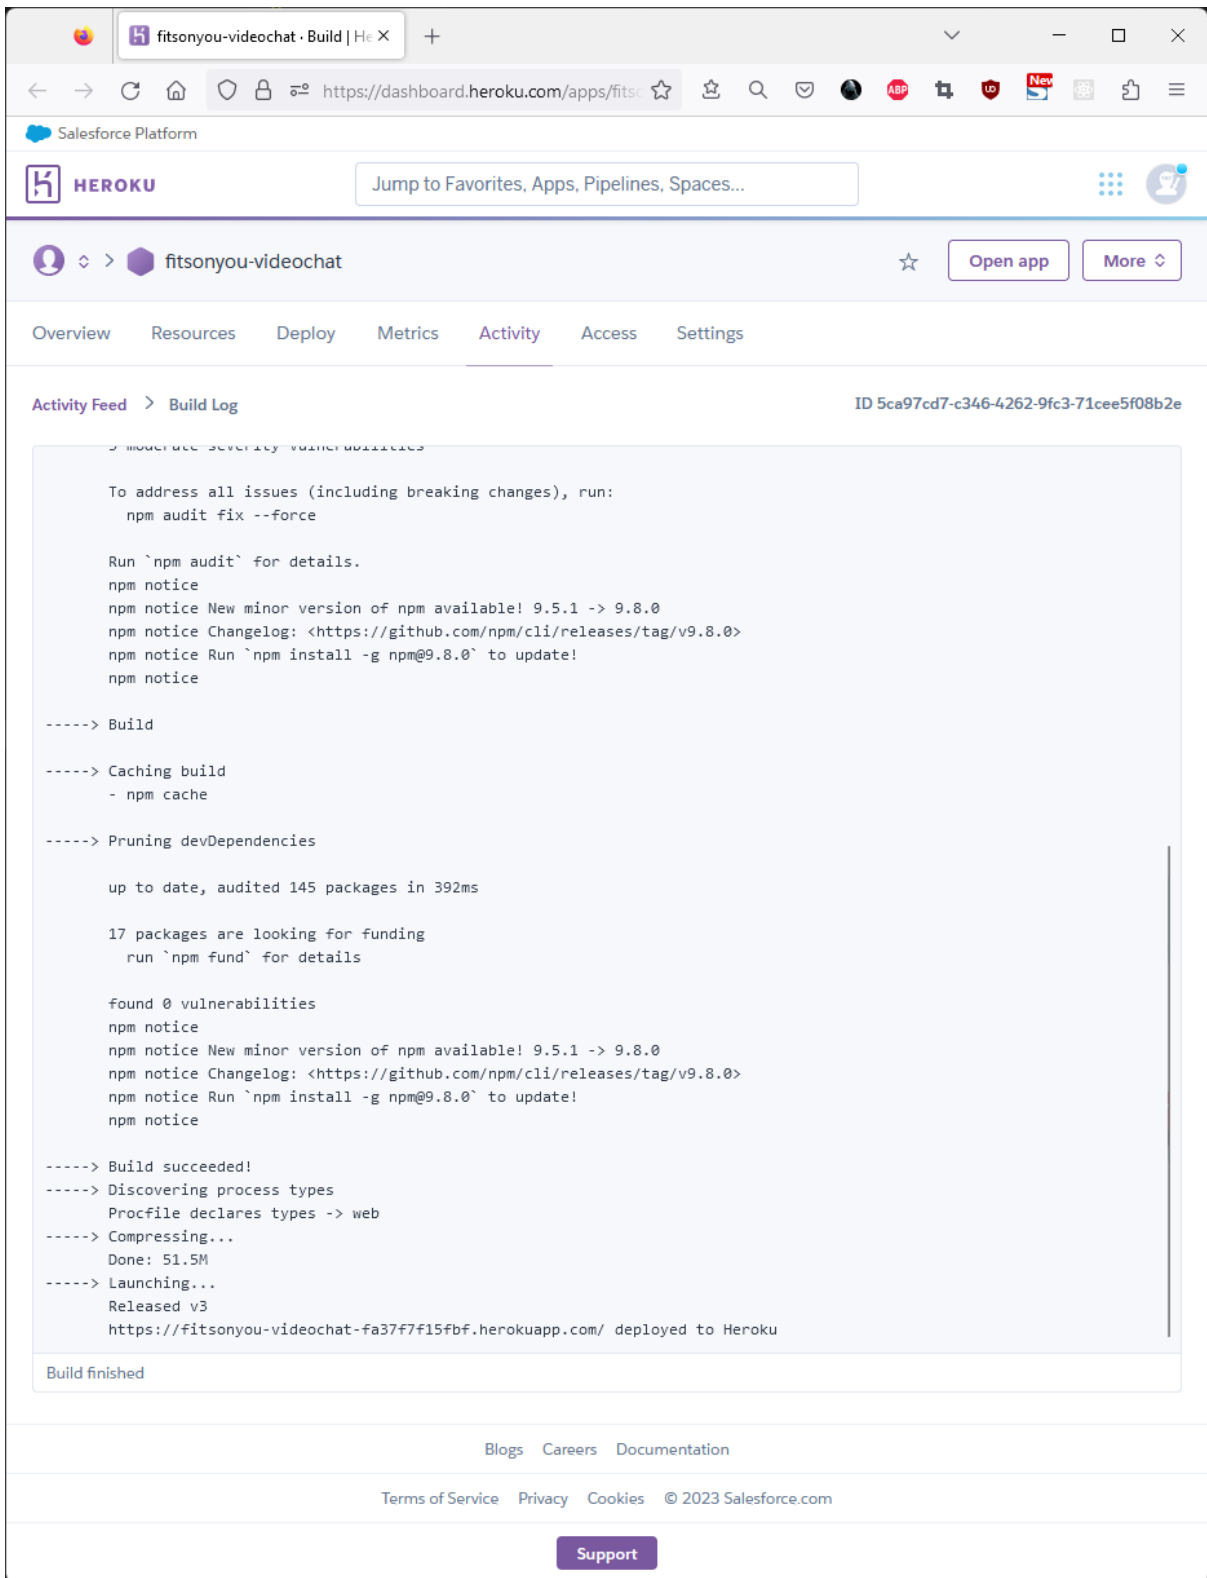 fitsonyou-videochat · Build | He
https://dashboard.heroku.com/apps/fitso
ABP
New
Salesforce Platform
HEROKU
Jump to Favorites, Apps, Pipelines, Spaces...
fitsonyou-videochat
Open app
More
Overview Resources Deploy Metrics Activity Access Settings
Activity Feed > Build Log
ID 5ca97cd7-c346-4262-9fc3-71cee5f08b2e
moderate severity vulnerabilities
To address all issues (including breaking changes), run:
npm audit fix --force
Run `npm audit` for details.
npm notice
npm notice New minor version of npm available! 9.5.1 -> 9.8.0
npm notice Changelog: <https://github.com/npm/cli/releases/tag/v9.8.0>
npm notice Run `npm install -g npm@9.8.0` to update!
npm notice
-----> Build
-----> Caching build
- npm cache
-----> Pruning devDependencies
up to date, audited 145 packages in 392ms
17 packages are looking for funding
run `npm fund` for details
found 0 vulnerabilities
npm notice
npm notice New minor version of npm available! 9.5.1 -> 9.8.0
npm notice Changelog: <https://github.com/npm/cli/releases/tag/v9.8.0>
npm notice Run `npm install -g npm@9.8.0` to update!
npm notice
-----> Build succeeded!
-----> Discovering process types
Procfile declares types -> web
-----> Compressing...
Done: 51.5M
-----> Launching...
Released v3
https://fitsonyou-videochat-fa37f7f15fbf.herokuapp.com/ deployed to Heroku
Build finished
Blogs Careers Documentation
Terms of Service Privacy Cookies © 2023 Salesforce.com
Support